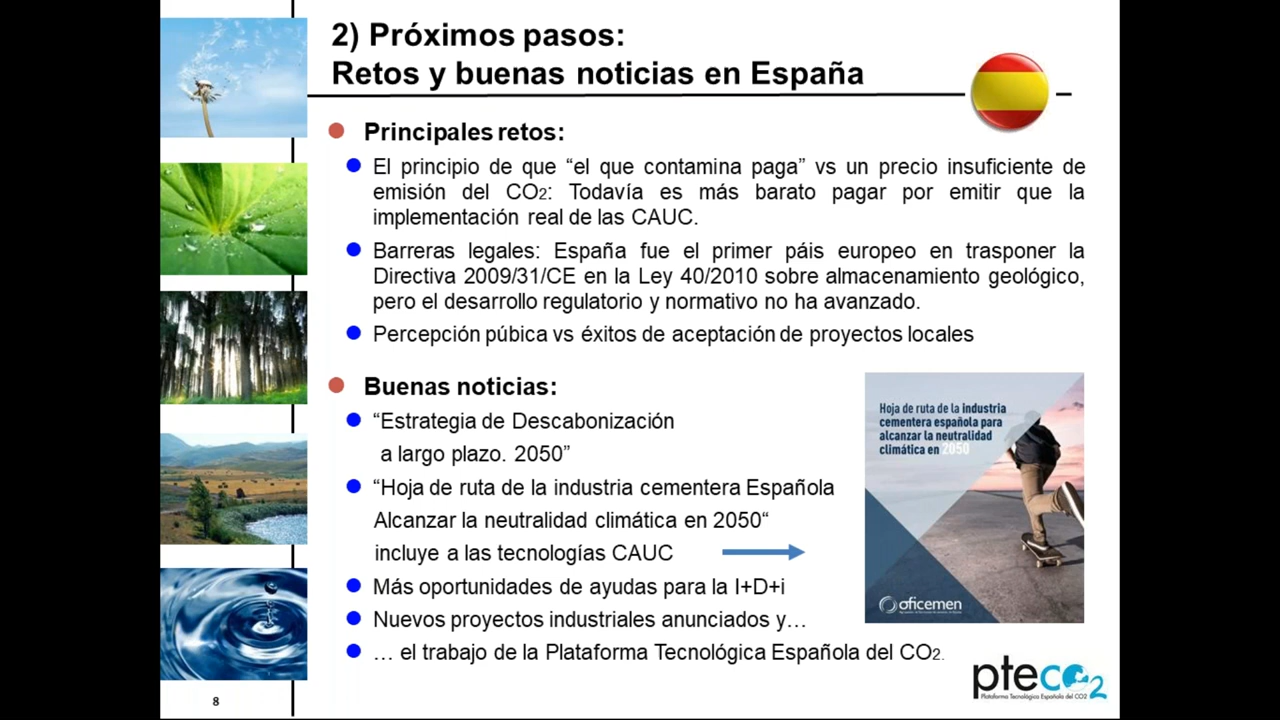 2) Próximos pasos:
Retos y buenas noticias en España
Principales retos:
El principio de que “el que contamina paga” vs un precio insuficiente de
emisión del CO2: Todavía es más barato pagar por emitir que la
implementación real de las CAUC.
Barreras legales: España fue el primer páis europeo en trasponer la
Directiva 2009/31/CE en la Ley 40/2010 sobre almacenamiento geológico,
pero el desarrollo regulatorio y normativo no ha avanzado.
Percepción púbica vs éxitos de aceptación de proyectos locales
Buenas noticias:
“Estrategia de Descabonización
a largo plazo. 2050”
“Hoja de ruta de la industria cementera Española
Alcanzar la neutralidad climática en 2050“
incluye a las tecnologías CAUC
Más oportunidades de ayudas para la I+D+i
Nuevos proyectos industriales anunciados y…
… el trabajo de la Plataforma Tecnológica Española del CO2.
Hoja de ruta de la industria
cementera española para
alcanzar la neutralidad
climática en 2050
oficemen
pteco2
Plataforma Tecnológica Española del CO2
8